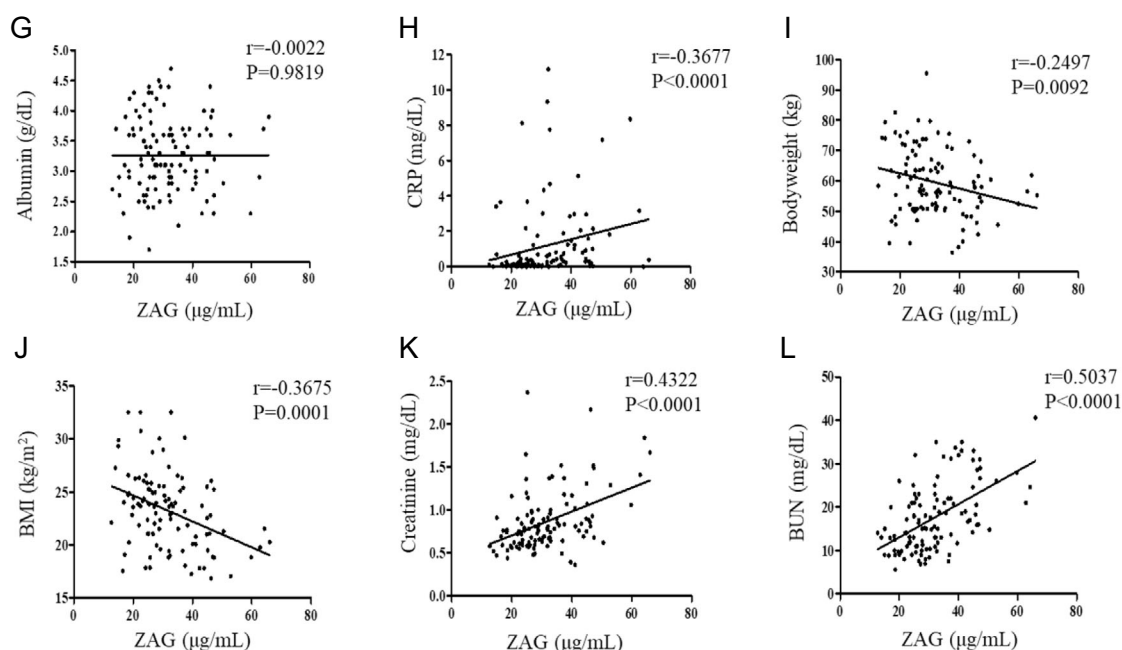 G
r=-0.0022
P=0.9819
5.0
4.5
4.0
3.5
3.0
2.5
2.0
1.5
Albumin (g/dL)
0 20 40 60 80
ZAG (μg/mL)
H
r=-0.3677
P<0.0001
12
10
8
6
4
2
0
CRP (mg/dL)
0 20 40 60 80
ZAG (μg/mL)
I
r=-0.2497
P=0.0092
100
90
80
70
60
50
40
30
Bodyweight (kg)
0 20 40 60 80
ZAG (μg/mL)
J
r=-0.3675
P=0.0001
35
30
25
20
15
BMI (kg/m²)
0 20 40 60 80
ZAG (μg/mL)
K
r=0.4322
P<0.0001
2.5
2.0
1.5
1.0
0.5
0.0
Creatinine (mg/dL)
0 20 40 60 80
ZAG (μg/mL)
L
r=0.5037
P<0.0001
50
40
30
20
10
0
BUN (mg/dL)
0 20 40 60 80
ZAG (μg/mL)